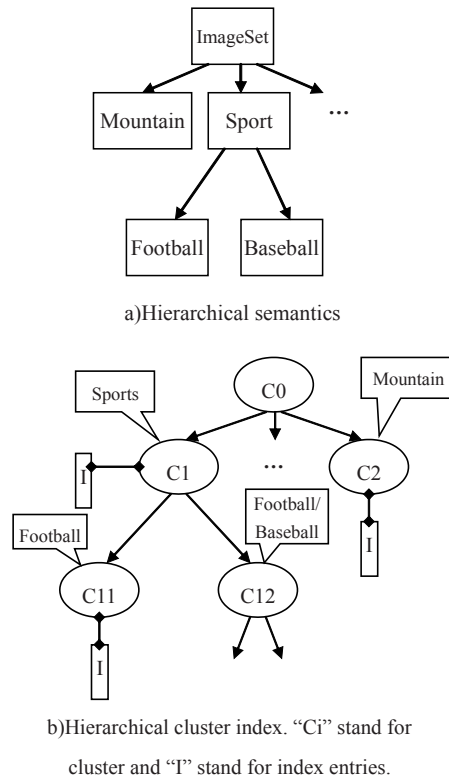 ImageSet
Mountain
Sport
...
Football
Baseball
a)Hierarchical semantics
Sports
C0
Mountain
I
C1
...
C2
Football
Football/
Baseball
I
C11
C12
I
b)Hierarchical cluster index. “Ci” stand for
cluster and “I” stand for index entries.